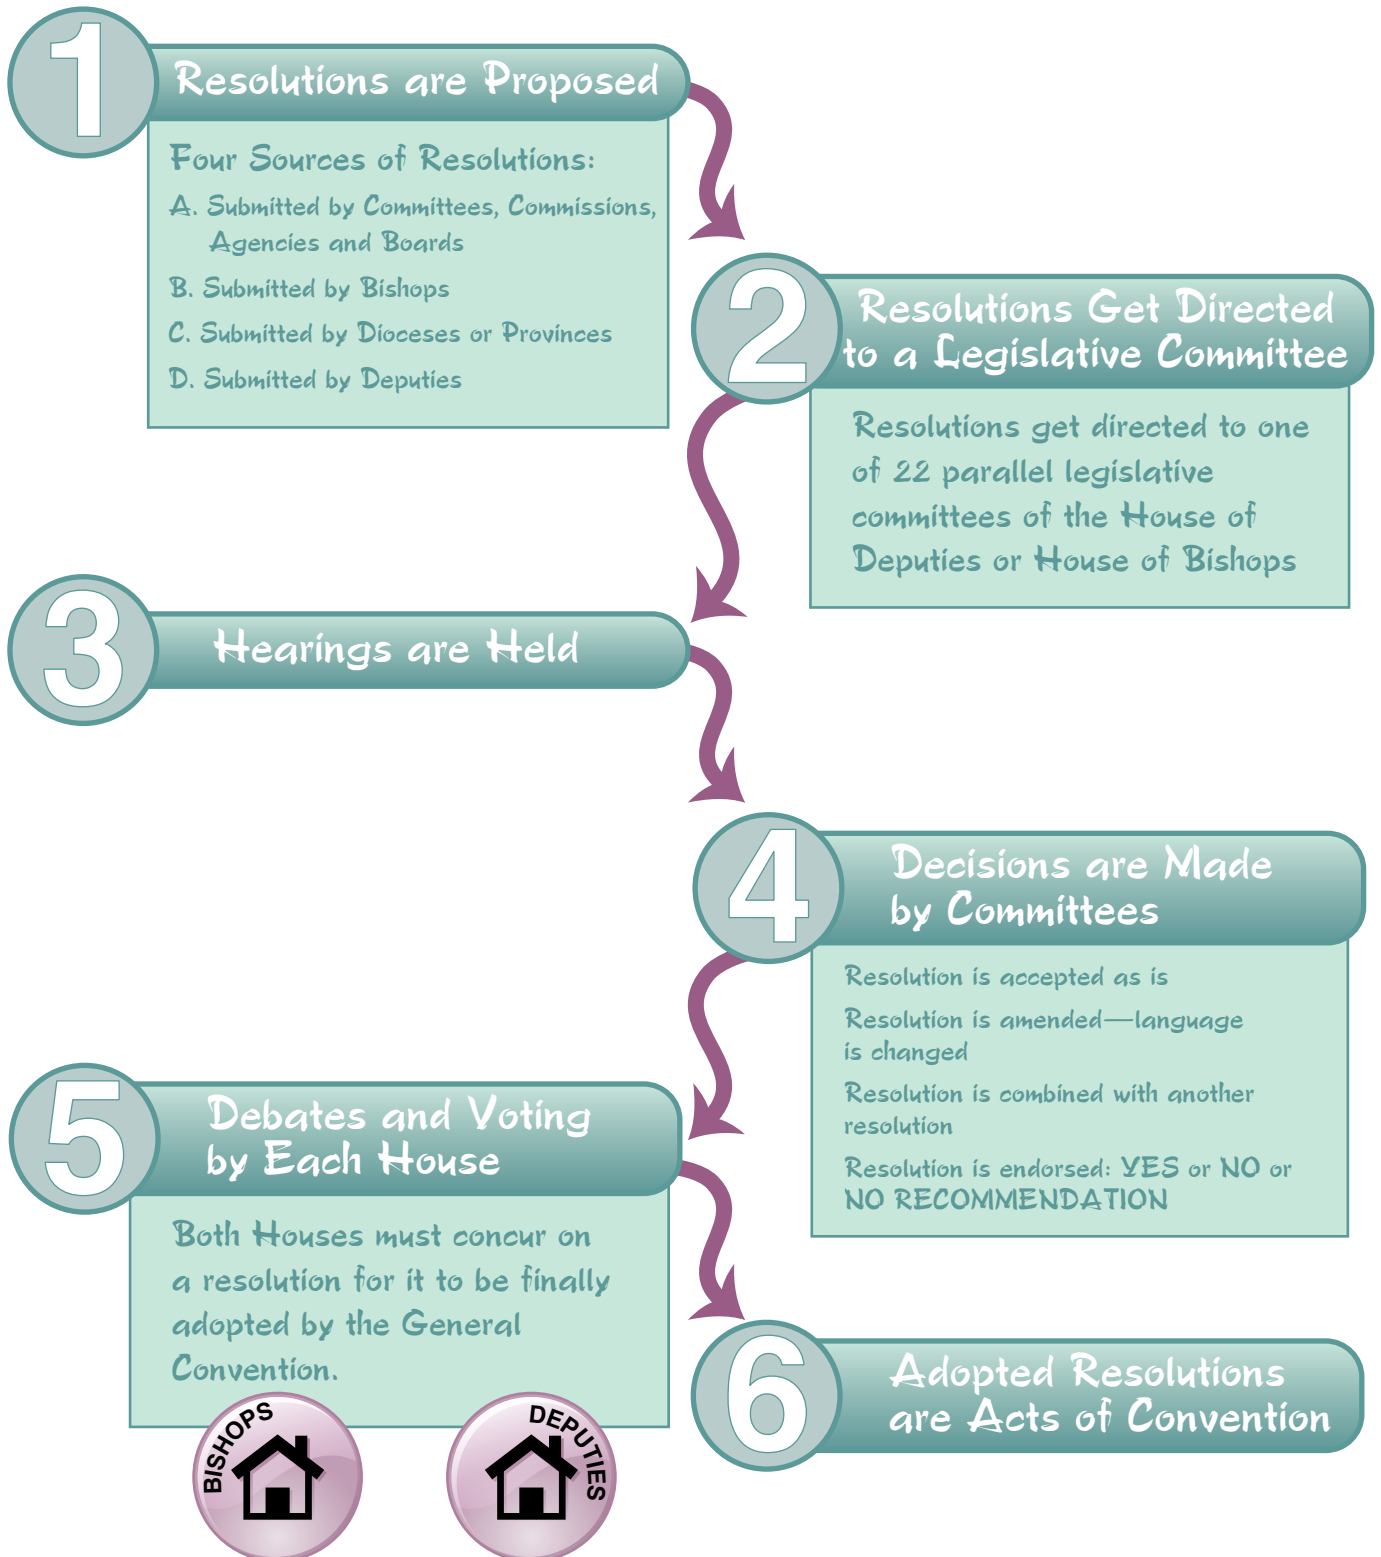 1
Resolutions are Proposed
Four Sources of Resolutions:
A. Submitted by Committees, Commissions,
Agencies and Boards
B. Submitted by Bishops
C. Submitted by Dioceses or Provinces
D. Submitted by Deputies
2
Resolutions Get Directed
to a Legislative Committee
Resolutions get directed to one
of 22 parallel legislative
committees of the House of
Deputies or House of Bishops
3
Hearings are Held
4
Decisions are Made
by Committees
Resolution is accepted as is
Resolution is amended—language
is changed
Resolution is combined with another
resolution
Resolution is endorsed: YES or NO or
NO RECOMMENDATION
5
Debates and Voting
by Each House
Both Houses must concur on
a resolution for it to be finally
adopted by the General
Convention.
BISHOPS
DEPUTIES
6
Adopted Resolutions
are Acts of Convention